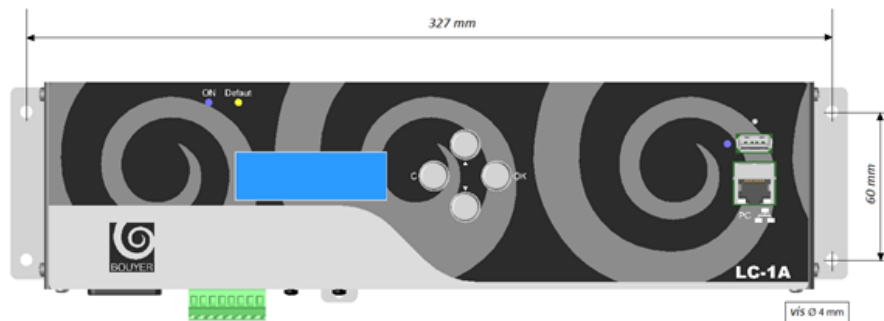 327 mm
ON Defaut
C OK
60 mm
PC
BOUYER
LC-1A
vis Ø 4 mm